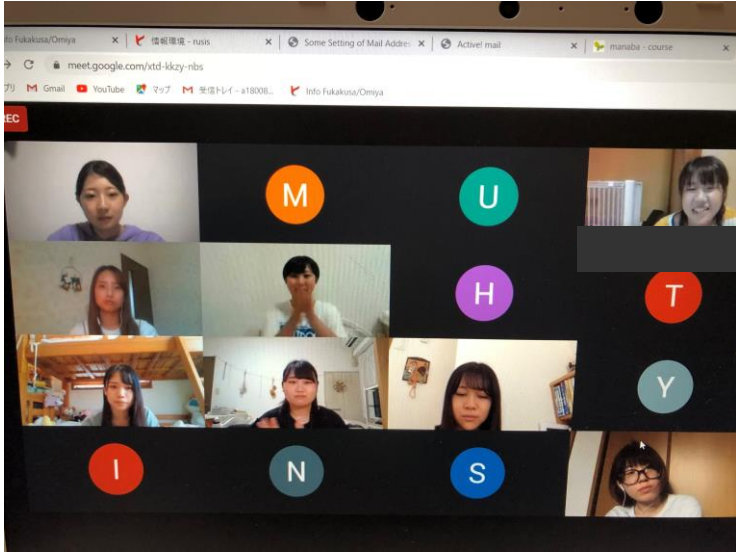 fo Fukakusa/Omiya 情報環境 - rusis Some Setting of Mail Addre Active! mail manaba - course
meet.google.com/xtd-kkzy-nbs
プリ Gmail YouTube マップ 受信トレイ - a18008... Info Fukakusa/Omiya
EC
M U
H T
Y
I N S